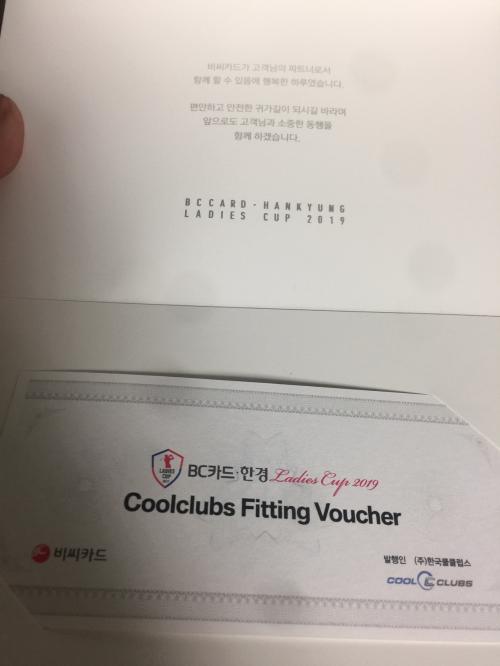 비씨카드가 고객님의 파트너로서
함께 할 수 있음에 행복한 하루였습니다.
편안하고 안전한 귀가길이 되시길 바라며
앞으로도 고객님과 소중한 동행을
함께 하겠습니다.
BCCARD·HANKYUNG
LADIES CUP 2019
LADIES
CUP
BC카드·한경 Ladies Cup 2019
Coolclubs Fitting Voucher
비씨카드
발행인 (주)한국쿨클럽스
COOL CLUBS